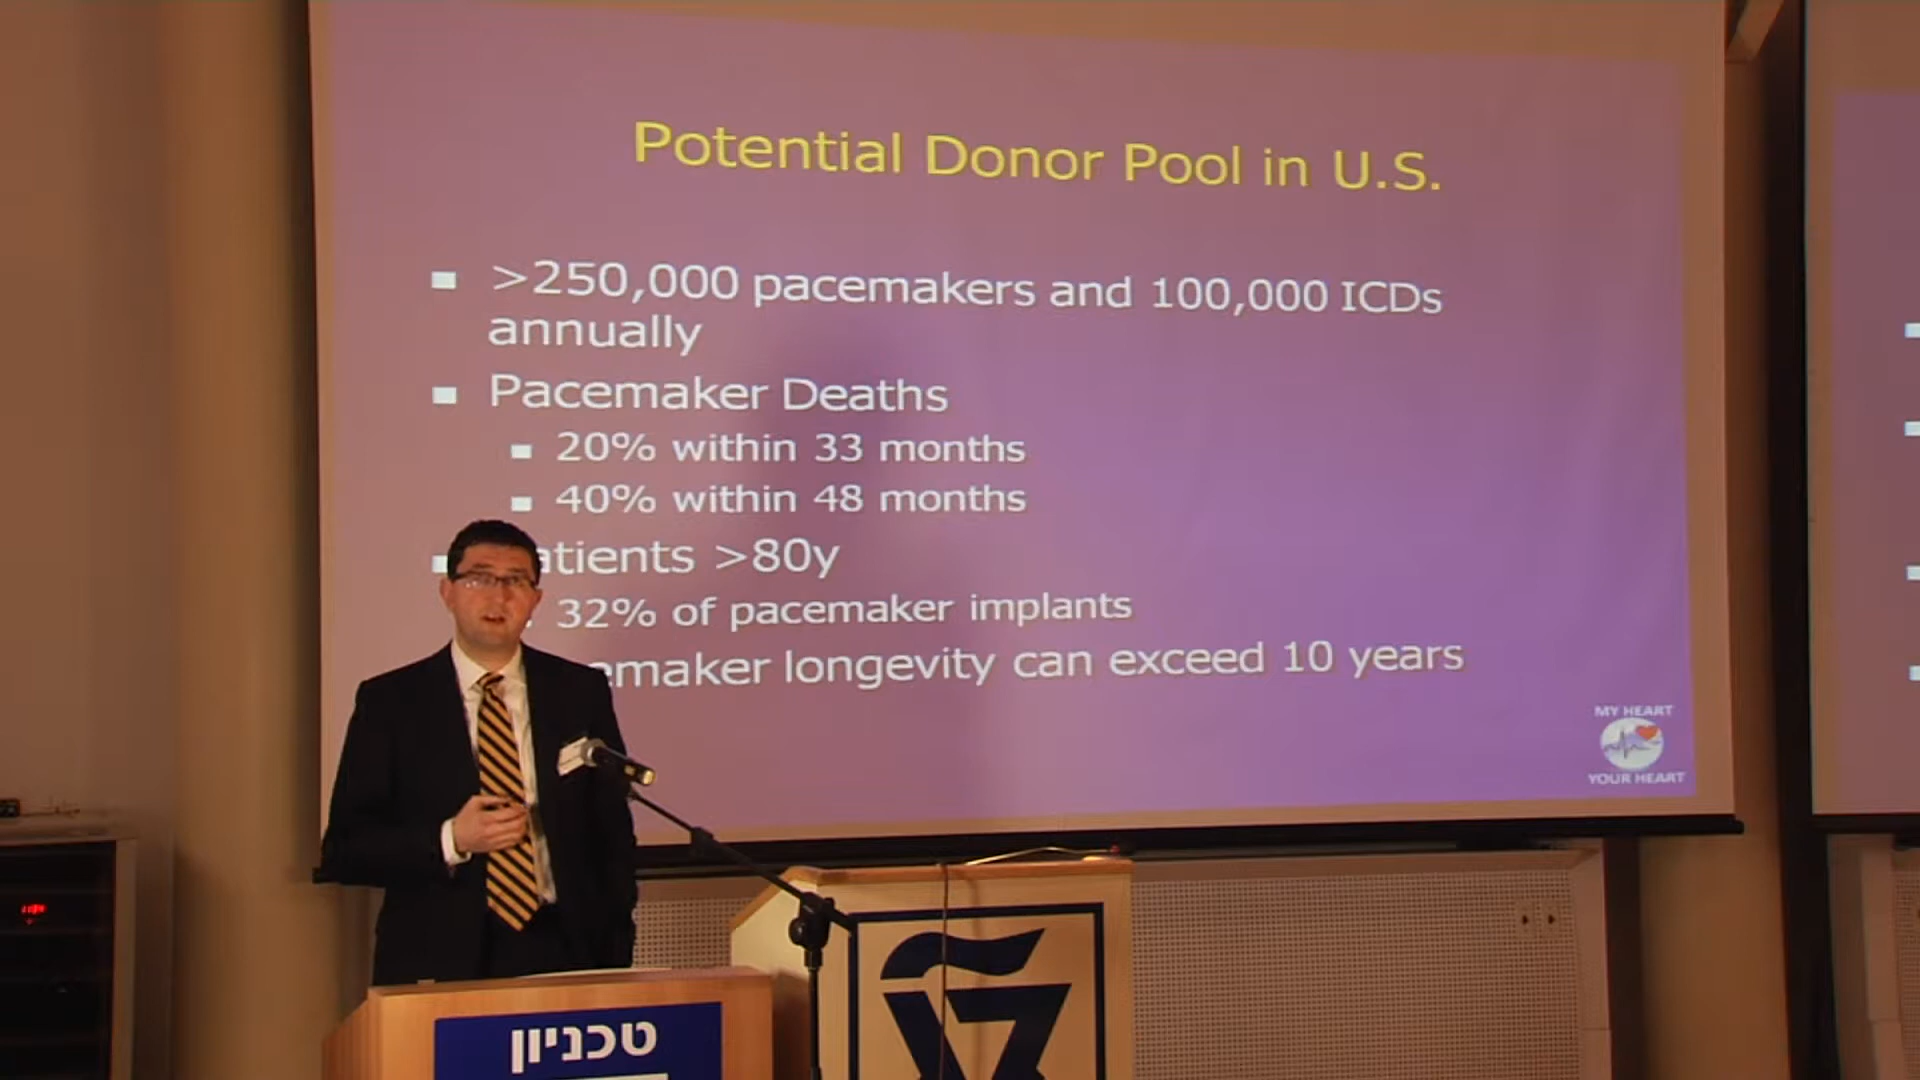 Potential Donor Pool in U.S.
>250,000 pacemakers and 100,000 ICDs
annually
Pacemaker Deaths
20% within 33 months
40% within 48 months
atients >80y
32% of pacemaker implants
emaker longevity can exceed 10 years
MY HEART
YOUR HEART
טכניון